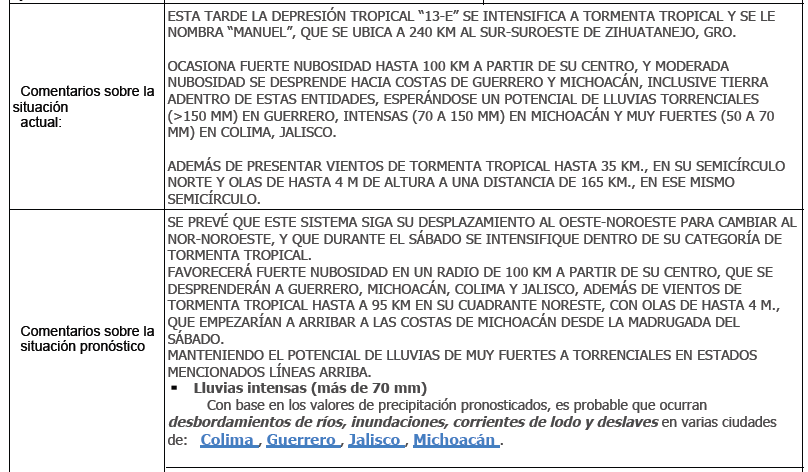 ESTA TARDE LA DEPRESIÓN TROPICAL "13-E" SE INTENSIFICA A TORMENTA TROPICAL Y SE LE
NOMBRA "MANUEL", QUE SE UBICA A 240 KM AL SUR-SUROESTE DE ZIHUATANEJO, GRO.
OCASIONA FUERTE NUBOSIDAD HASTA 100 KM A PARTIR DE SU CENTRO, Y MODERADA
NUBOSIDAD SE DESPRENDE HACIA COSTAS DE GUERRERO Y MICHOACÁN, INCLUSIVE TIERRA
ADENTRO DE ESTAS ENTIDADES, ESPERÁNDOSE UN POTENCIAL DE LLUVIAS TORRENCIALES
(>150 MM) EN GUERRERO, INTENSAS (70 A 150 MM) EN MICHOACÁN Y MUY FUERTES (50 A 70
MM) EN COLIMA, JALISCO.
ADEMÁS DE PRESENTAR VIENTOS DE TORMENTA TROPICAL HASTA 35 KM., EN SU SEMICÍRCULO
NORTE Y OLAS DE HASTA 4 M DE ALTURA A UNA DISTANCIA DE 165 KM., EN ESE MISMO
SEMICÍRCULO.
Comentarios sobre la
situación
actual:
SE PREVÉ QUE ESTE SISTEMA SIGA SU DESPLAZAMIENTO AL OESTE-NOROESTE PARA CAMBIAR AL
NOR-NOROESTE, Y QUE DURANTE EL SÁBADO SE INTENSIFIQUE DENTRO DE SU CATEGORÍA DE
TORMENTA TROPICAL.
FAVORECERÁ FUERTE NUBOSIDAD EN UN RADIO DE 100 KM A PARTIR DE SU CENTRO, QUE SE
DESPRENDERÁN A GUERRERO, MICHOACÁN, COLIMA Y JALISCO, ADEMÁS DE VIENTOS DE
TORMENTA TROPICAL HASTA A 95 KM EN SU CUADRANTE NORESTE, CON OLAS DE HASTA 4 M.,
QUE EMPEZARÍAN A ARRIBAR A LAS COSTAS DE MICHOACÁN DESDE LA MADRUGADA DEL
SÁBADO.
MANTENIENDO EL POTENCIAL DE LLUVIAS DE MUY FUERTES A TORRENCIALES EN ESTADOS
MENCIONADOS LÍNEAS ARRIBA.
▪ Lluvias intensas (más de 70 mm)
Con base en los valores de precipitación pronosticados, es probable que ocurran
desbordamientos de ríos, inundaciones, corrientes de lodo y deslaves en varias ciudades
de: Colima , Guerrero , Jalisco , Michoacán .
Comentarios sobre la
situación pronóstico